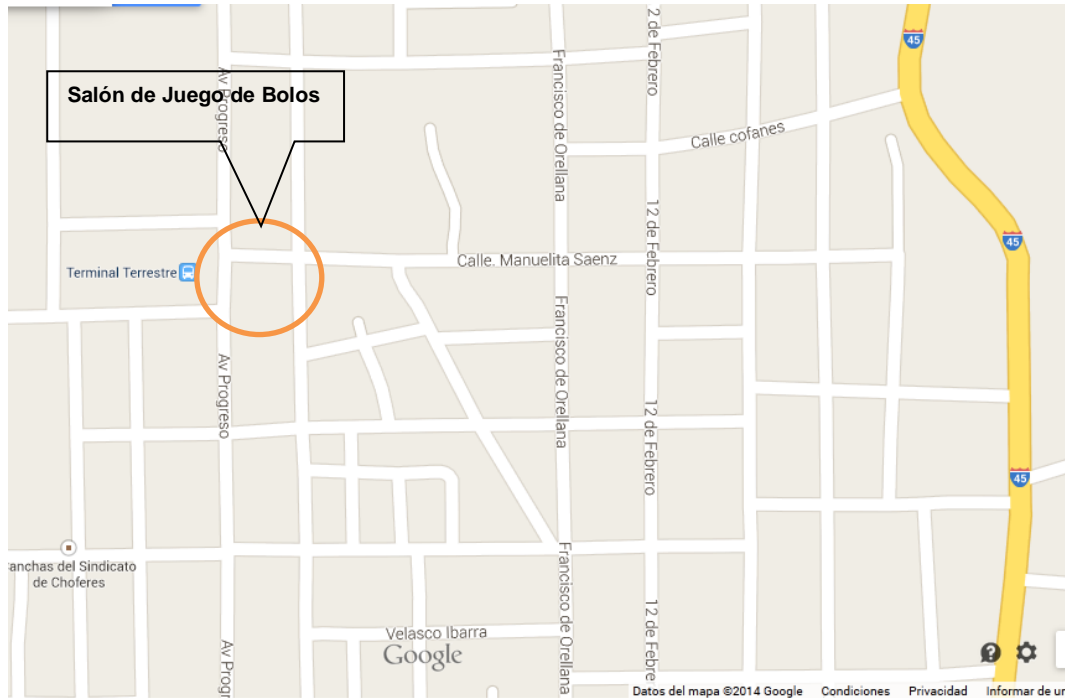 2 de Febrero
45
Av Progreso
Salón de Juego de Bolos
Francisco de Orellana
Calle cofanes
12 de Febrero
45
Terminal Terrestre
Calle. Manuelita Saenz
Francisco de Orellana
Av Progreso
12 de Febrero
45
anchas del Sindicato
de Choferes
Francisco de Orellana
12 de Febre
Velasco Ibarra
Av Progr
Google
Datos del mapa ©2014 Google Condiciones Privacidad Informar de ur